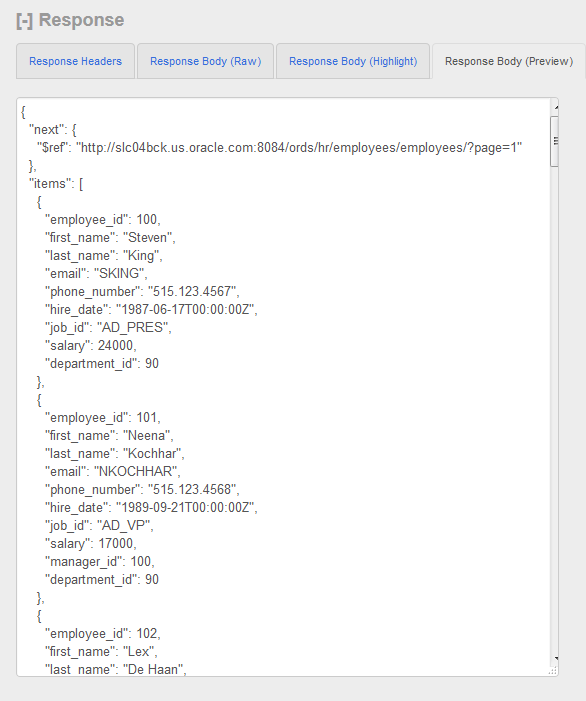 [-] Response
Response Headers
Response Body (Raw)
Response Body (Highlight)
Response Body (Preview)
{
"next": {
"$ref": "http://slc04bck.us.oracle.com:8084/ords/hr/employees/employees/?page=1"
},
"items": [
{
"employee_id": 100,
"first_name": "Steven",
"last_name": "King",
"email": "SKING",
"phone_number": "515.123.4567",
"hire_date": "1987-06-17T00:00:00Z",
"job_id": "AD_PRES",
"salary": 24000,
"department_id": 90
},
{
"employee_id": 101,
"first_name": "Neena",
"last_name": "Kochhar",
"email": "NKOCHHAR",
"phone_number": "515.123.4568",
"hire_date": "1989-09-21T00:00:00Z",
"job_id": "AD_VP",
"salary": 17000,
"manager_id": 100,
"department_id": 90
},
{
"employee_id": 102,
"first_name": "Lex",
"last_name": "De Haan",